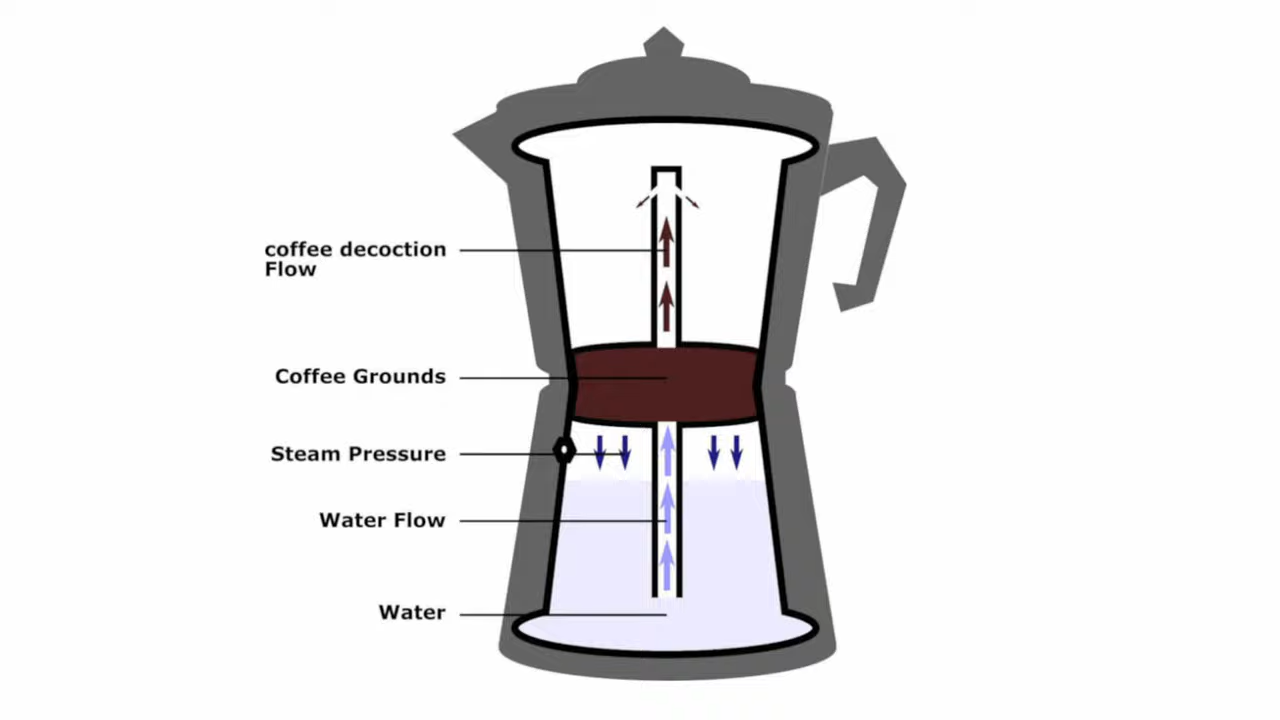 coffee decoction
Flow
Coffee Grounds
Steam Pressure
Water Flow
Water